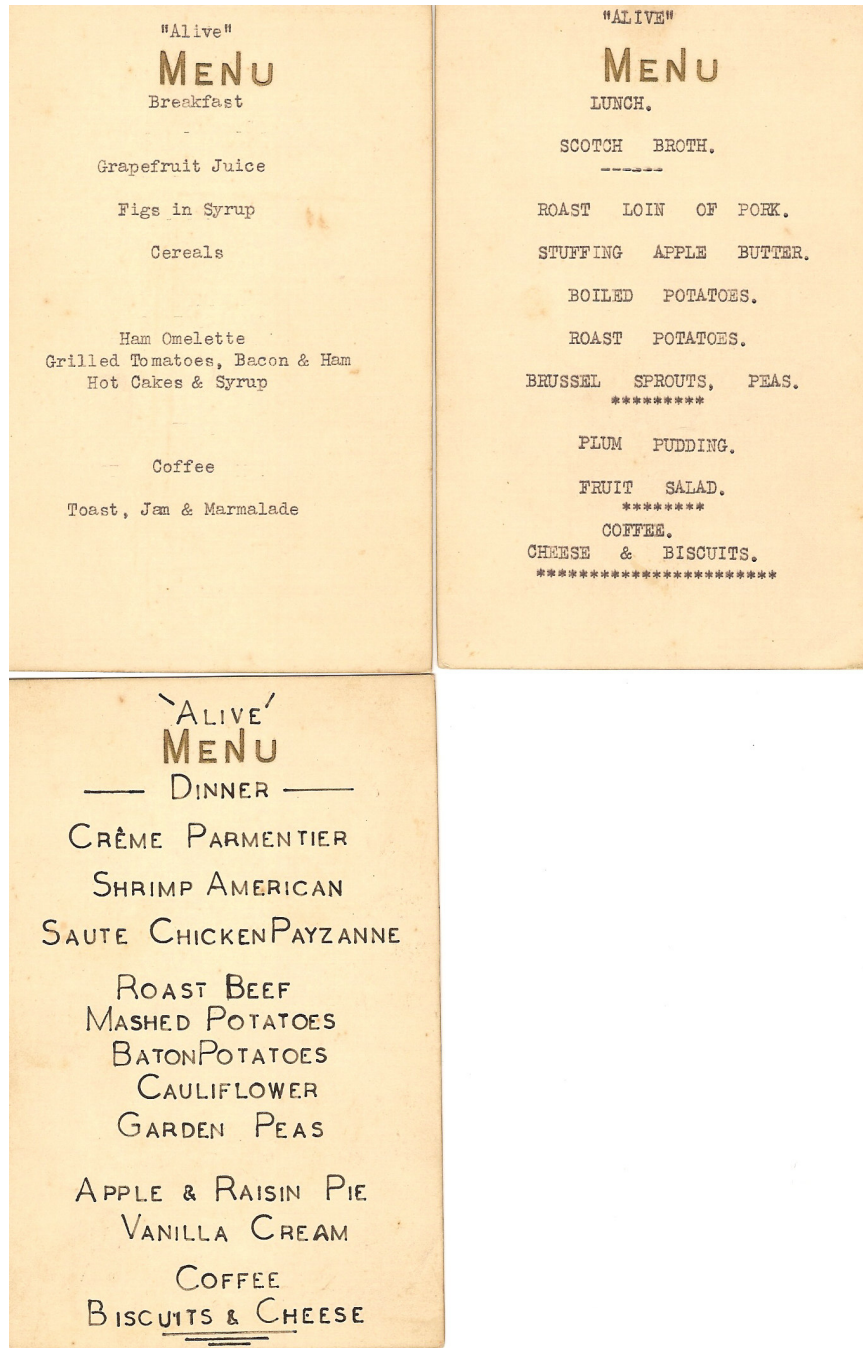 "Alive"
MENU
Breakfast
Grapefruit Juice
Figs in Syrup
Cereals
Ham Omelette
Grilled Tomatoes, Bacon & Ham
Hot Cakes & Syrup
Coffee
Toast, Jam & Marmalade
"ALIVE"
MENU
LUNCH.
SCOTCH BROTH.
------
ROAST LOIN OF PORK.
STUFFING APPLE BUTTER.
BOILED POTATOES.
ROAST POTATOES.
BRUSSEL SPROUTS, PEAS.
*********
PLUM PUDDING.
FRUIT SALAD.
********
COFFEE.
CHEESE & BISCUITS.
***********************
'ALIVE'
MENU
— DINNER —
CRÊME PARMENTIER
SHRIMP AMERICAN
SAUTE CHICKEN PAYZANNE
ROAST BEEF
MASHED POTATOES
BATON POTATOES
CAULIFLOWER
GARDEN PEAS
APPLE & RAISIN PIE
VANILLA CREAM
COFFEE
BISCUITS & CHEESE